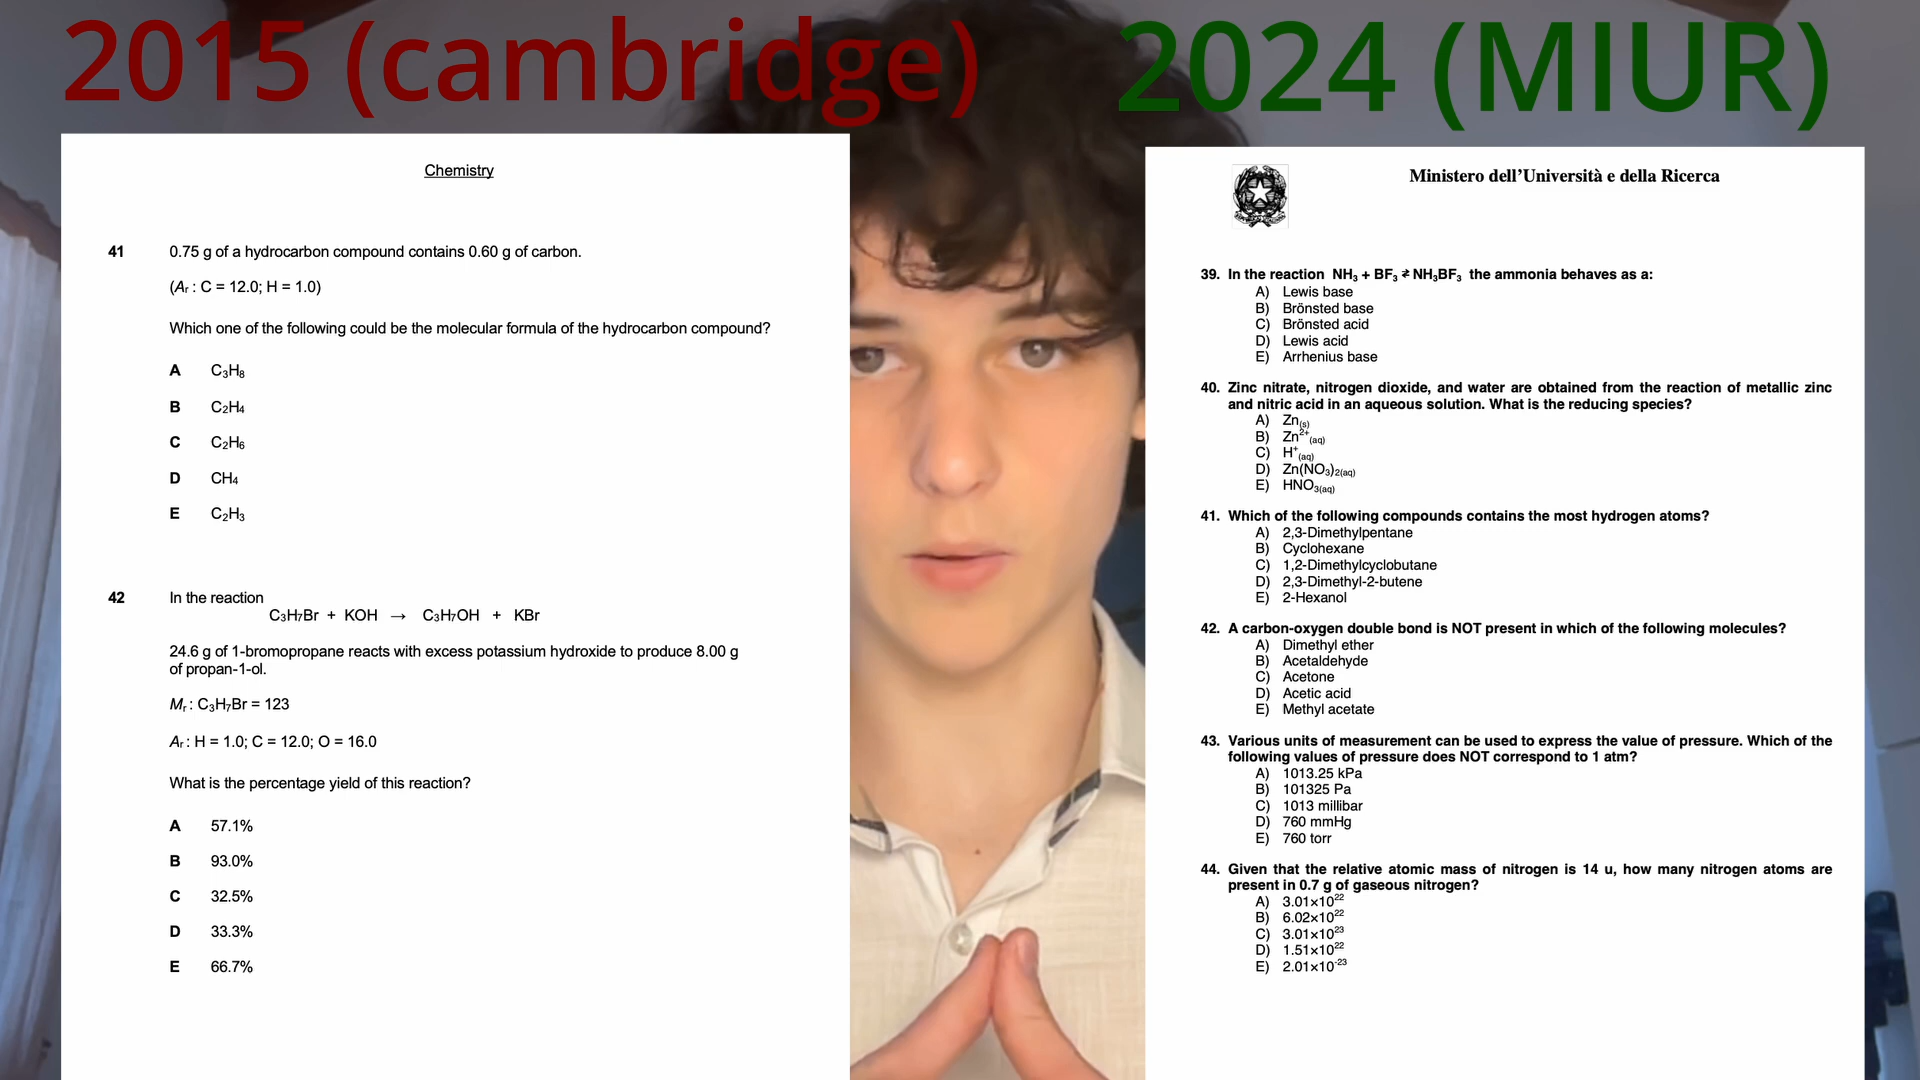 2015 (cambridge)
2024 (MIUR)
Chemistry
41 0.75 g of a hydrocarbon compound contains 0.60 g of carbon.
(Ar : C = 12.0; H = 1.0)
Which one of the following could be the molecular formula of the hydrocarbon compound?
A C₃H₈
B C₂H₄
C C₂H₆
D CH₄
E C₂H₃
42 In the reaction
C₃H₇Br + KOH → C₃H₇OH + KBr
24.6 g of 1-bromopropane reacts with excess potassium hydroxide to produce 8.00 g
of propan-1-ol.
Mr : C₃H₇Br = 123
Ar : H = 1.0; C = 12.0; O = 16.0
What is the percentage yield of this reaction?
A 57.1%
B 93.0%
C 32.5%
D 33.3%
E 66.7%
Ministero dell'Università e della Ricerca
39. In the reaction NH₃ + BF₃ ⇄ NH₃BF₃ the ammonia behaves as a:
A) Lewis base
B) Brönsted base
C) Brönsted acid
D) Lewis acid
E) Arrhenius base
40. Zinc nitrate, nitrogen dioxide, and water are obtained from the reaction of metallic zinc
and nitric acid in an aqueous solution. What is the reducing species?
A) Zn(s)
B) Zn²⁺(aq)
C) H⁺(aq)
D) Zn(NO₃)₂(aq)
E) HNO₃(aq)
41. Which of the following compounds contains the most hydrogen atoms?
A) 2,3-Dimethylpentane
B) Cyclohexane
C) 1,2-Dimethylcyclobutane
D) 2,3-Dimethyl-2-butene
E) 2-Hexanol
42. A carbon-oxygen double bond is NOT present in which of the following molecules?
A) Dimethyl ether
B) Acetaldehyde
C) Acetone
D) Acetic acid
E) Methyl acetate
43. Various units of measurement can be used to express the value of pressure. Which of the
following values of pressure does NOT correspond to 1 atm?
A) 1013.25 kPa
B) 101325 Pa
C) 1013 millibar
D) 760 mmHg
E) 760 torr
44. Given that the relative atomic mass of nitrogen is 14 u, how many nitrogen atoms are
present in 0.7 g of gaseous nitrogen?
A) 3.01×10²²
B) 6.02×10²²
C) 3.01×10²³
D) 1.51×10²²
E) 2.01×10⁻²³